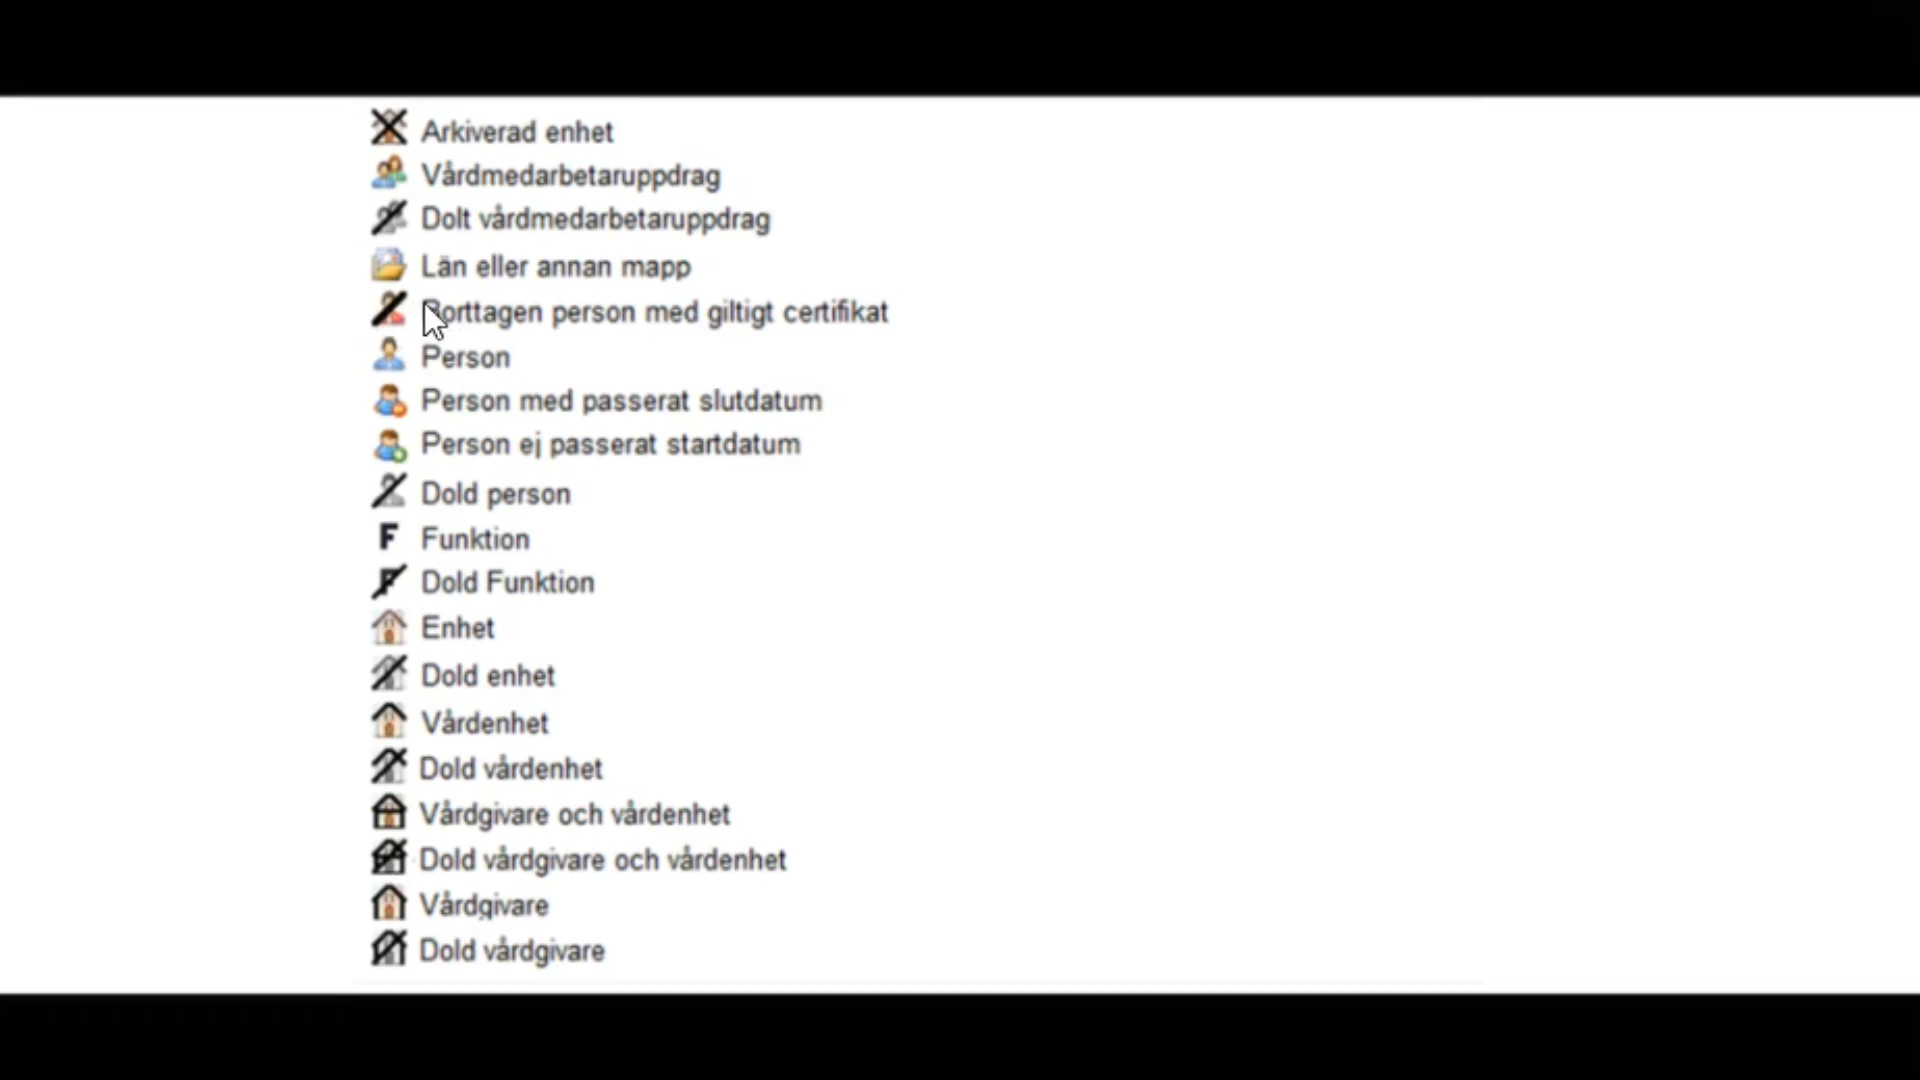 Arkiverad enhet
Vårdmedarbetaruppdrag
Dolt vårdmedarbetaruppdrag
Län eller annan mapp
Borttagen person med giltigt certifikat
Person
Person med passerat slutdatum
Person ej passerat startdatum
Dold person
F Funktion
F Dold Funktion
Enhet
Dold enhet
Vårdenhet
Dold vårdenhet
Vårdgivare och vårdenhet
Dold vårdgivare och vårdenhet
Vårdgivare
Dold vårdgivare